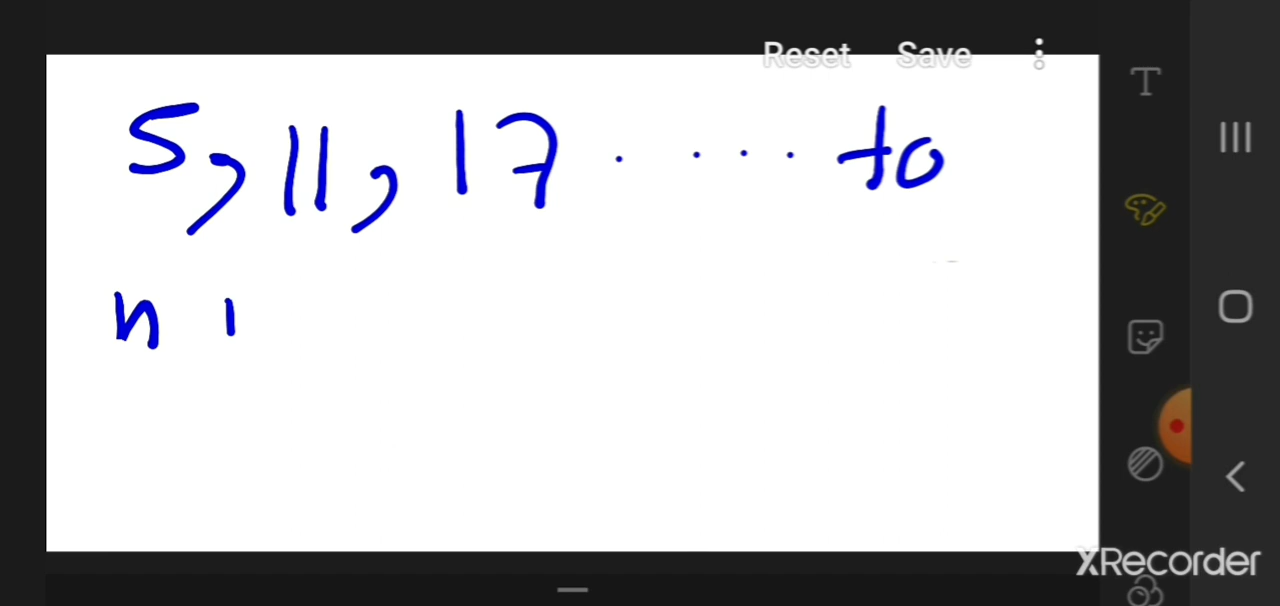 Reset Save
5, 11, 17 .... to
n
T
XRecorder